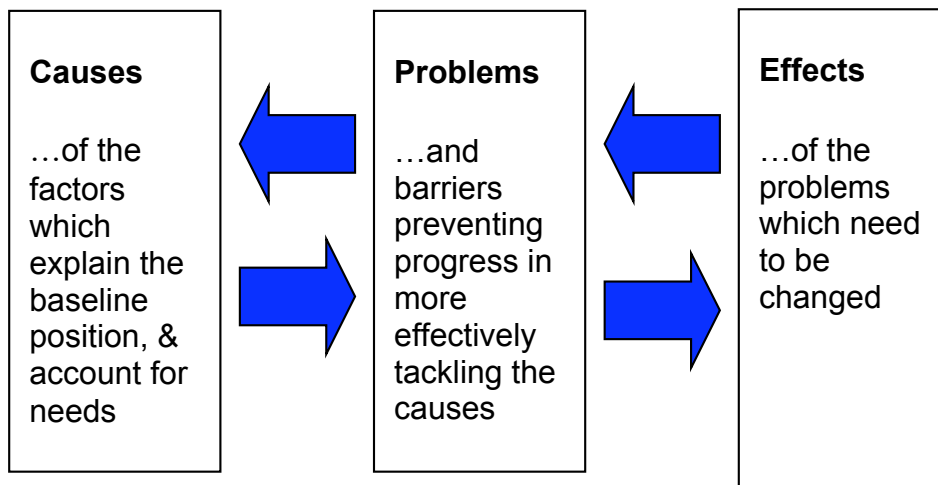 Causes
…of the
factors
which
explain the
baseline
position, &
account for
needs
Problems
…and
barriers
preventing
progress in
more
effectively
tackling the
causes
Effects
…of the
problems
which need
to be
changed